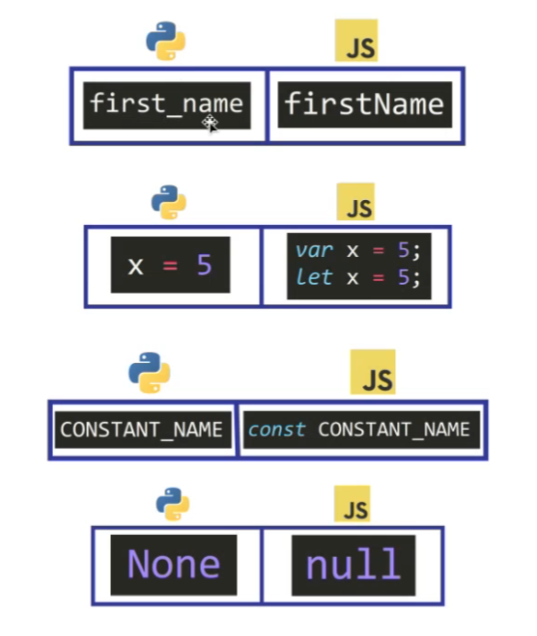 JS
first_name firstName
JS
x = 5 var x = 5;
let x = 5;
JS
CONSTANT_NAME const CONSTANT_NAME
JS
None null